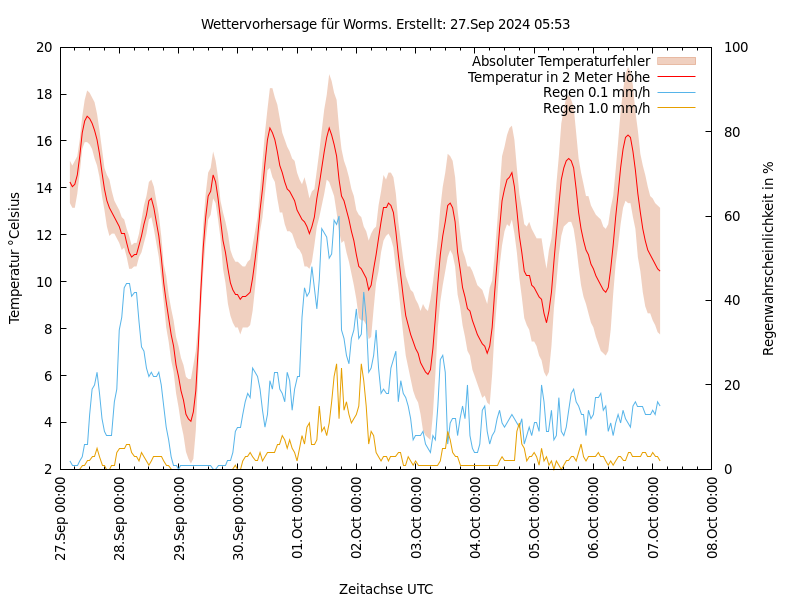 Wettervorhersage für Worms. Erstellt: 27.Sep 2024 05:53
Absoluter Temperaturfehler
Temperatur in 2 Meter Höhe
Regen 0.1 mm/h
Regen 1.0 mm/h
Temperatur °Celsius
20
18
16
14
12
10
8
6
4
2
Regenwahrscheinlichkeit in %
100
80
60
40
20
0
27.Sep 00:00
28.Sep 00:00
29.Sep 00:00
30.Sep 00:00
01.Oct 00:00
02.Oct 00:00
03.Oct 00:00
04.Oct 00:00
05.Oct 00:00
06.Oct 00:00
07.Oct 00:00
08.Oct 00:00
Zeitachse UTC